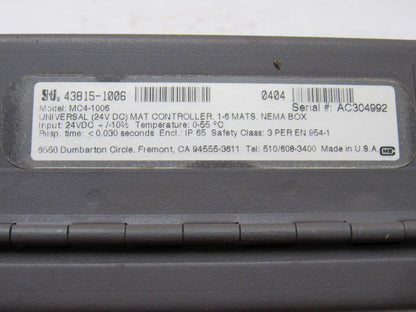 STI 43815-1006 0404
Model: MC4-1006 Serial #: AC304992
UNIVERSAL (24V DC) MAT CONTROLLER. 1-6 MATS. NEMA BOX
Input: 24VDC +/-10% Temperature: 0-55 °C
Resp. time: < 0.030 seconds Encl.: IP 65 Safety Class: 3 PER EN 954-1
6550 Dumbarton Circle, Fremont, CA 94555-3611 Tel: 510/608-3400 Made in U.S.A.